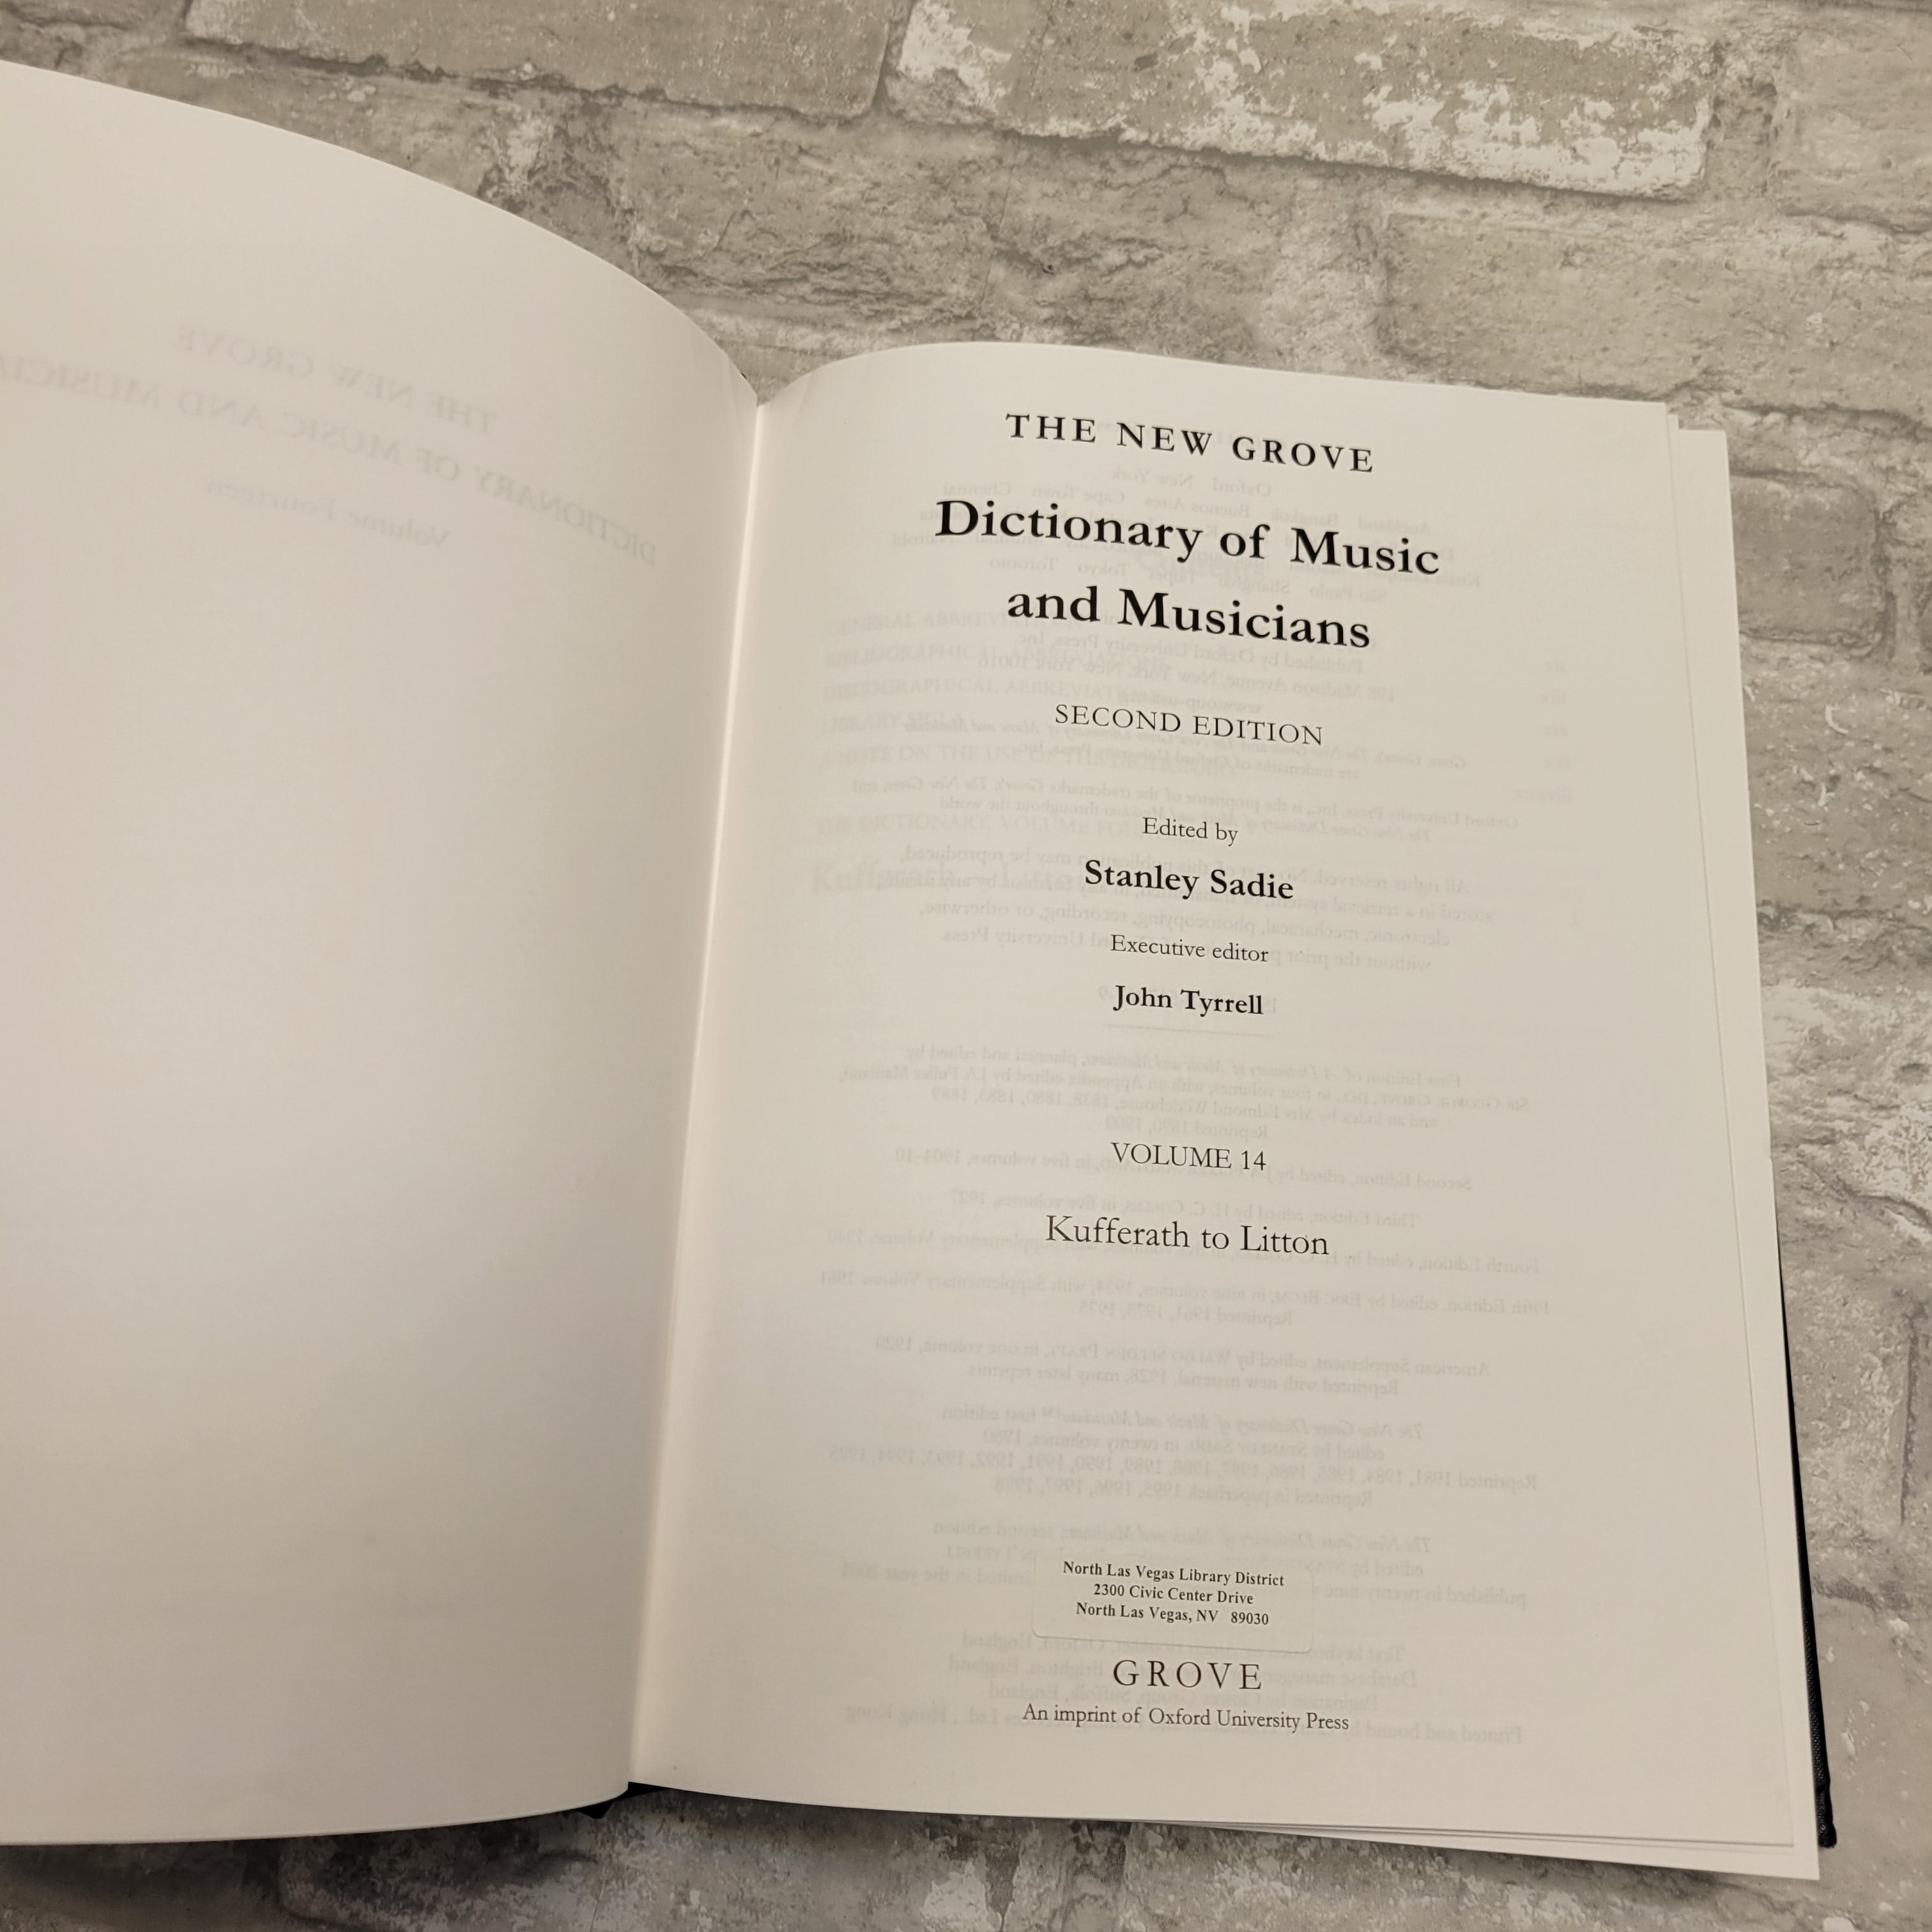 THE NEW GROVE
Dictionary of Music
and Musicians
SECOND EDITION
Edited by
Stanley Sadie
Executive editor
John Tyrrell
VOLUME 14
Kufferath to Litton
North Las Vegas Library District
2300 Civic Center Drive
North Las Vegas, NV 89030
GROVE
An imprint of Oxford University Press